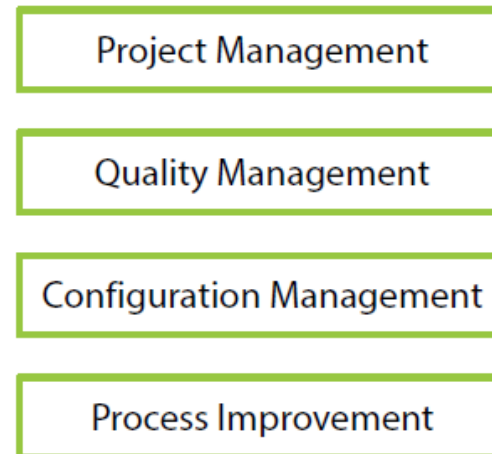 Project Management
Quality Management
Configuration Management
Process Improvement